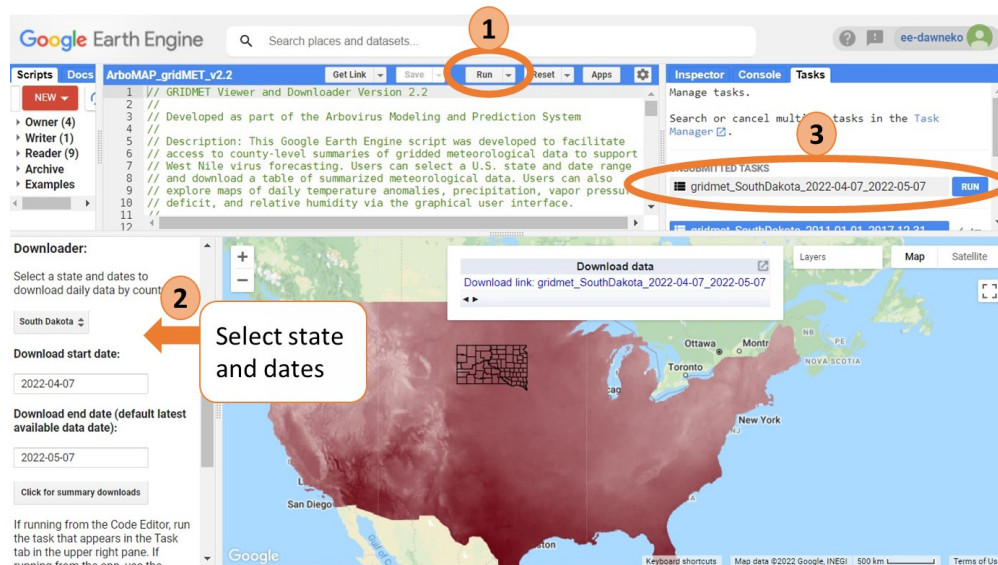 1
Google Earth Engine
Search places and datasets...
ee-dawneko
Scripts Docs
ArboMAP_gridMET_v2.2
Get Link Save Run Reset Apps
Inspector Console Tasks
NEW
Owner (4)
Writer (1)
Reader (9)
Archive
Examples
1 // GRIDMET Viewer and Downloader Version 2.2
2 //
3 // Developed as part of the Arbovirus Modeling and Prediction System
4 //
5 // Description: This Google Earth Engine script was developed to facilitate
6 // access to county-level summaries of gridded meteorological data to support
7 // West Nile virus forecasting. Users can select a U.S. state and date range
8 // and download a table of summarized meteorological data. Users can also
9 // explore maps of daily temperature anomalies, precipitation, vapor pressu
10 // deficit, and relative humidity via the graphical user interface.
11 //
12
Manage tasks.
Search or cancel mult tasks in the Task
Manager.
3
UNSUBMITTED TASKS
gridmet_SouthDakota_2022-04-07_2022-05-07 RUN
gridmet_SouthDakota_2011-01-01_2017-12-31
Downloader:
Select a state and dates to
download daily data by count
2
South Dakota
Download start date:
2022-04-07
Download end date (default latest
available data date):
2022-05-07
Click for summary downloads
If running from the Code Editor, run
the task that appears in the Task
tab in the upper right pane. If
running from the app, use the
Select state
and dates
+
−
Download data
Download link: gridmet_SouthDakota_2022-04-07_2022-05-07
Layers Map Satellite
Ottawa
Montr
Toronto
NB
PE
NOVA SCOTIA
cag
New York
NJ
L
San Diego
ston
Gulf of C
Google
Keyboard shortcuts Map data ©2022 Google, INEGI 500 km Terms of Us